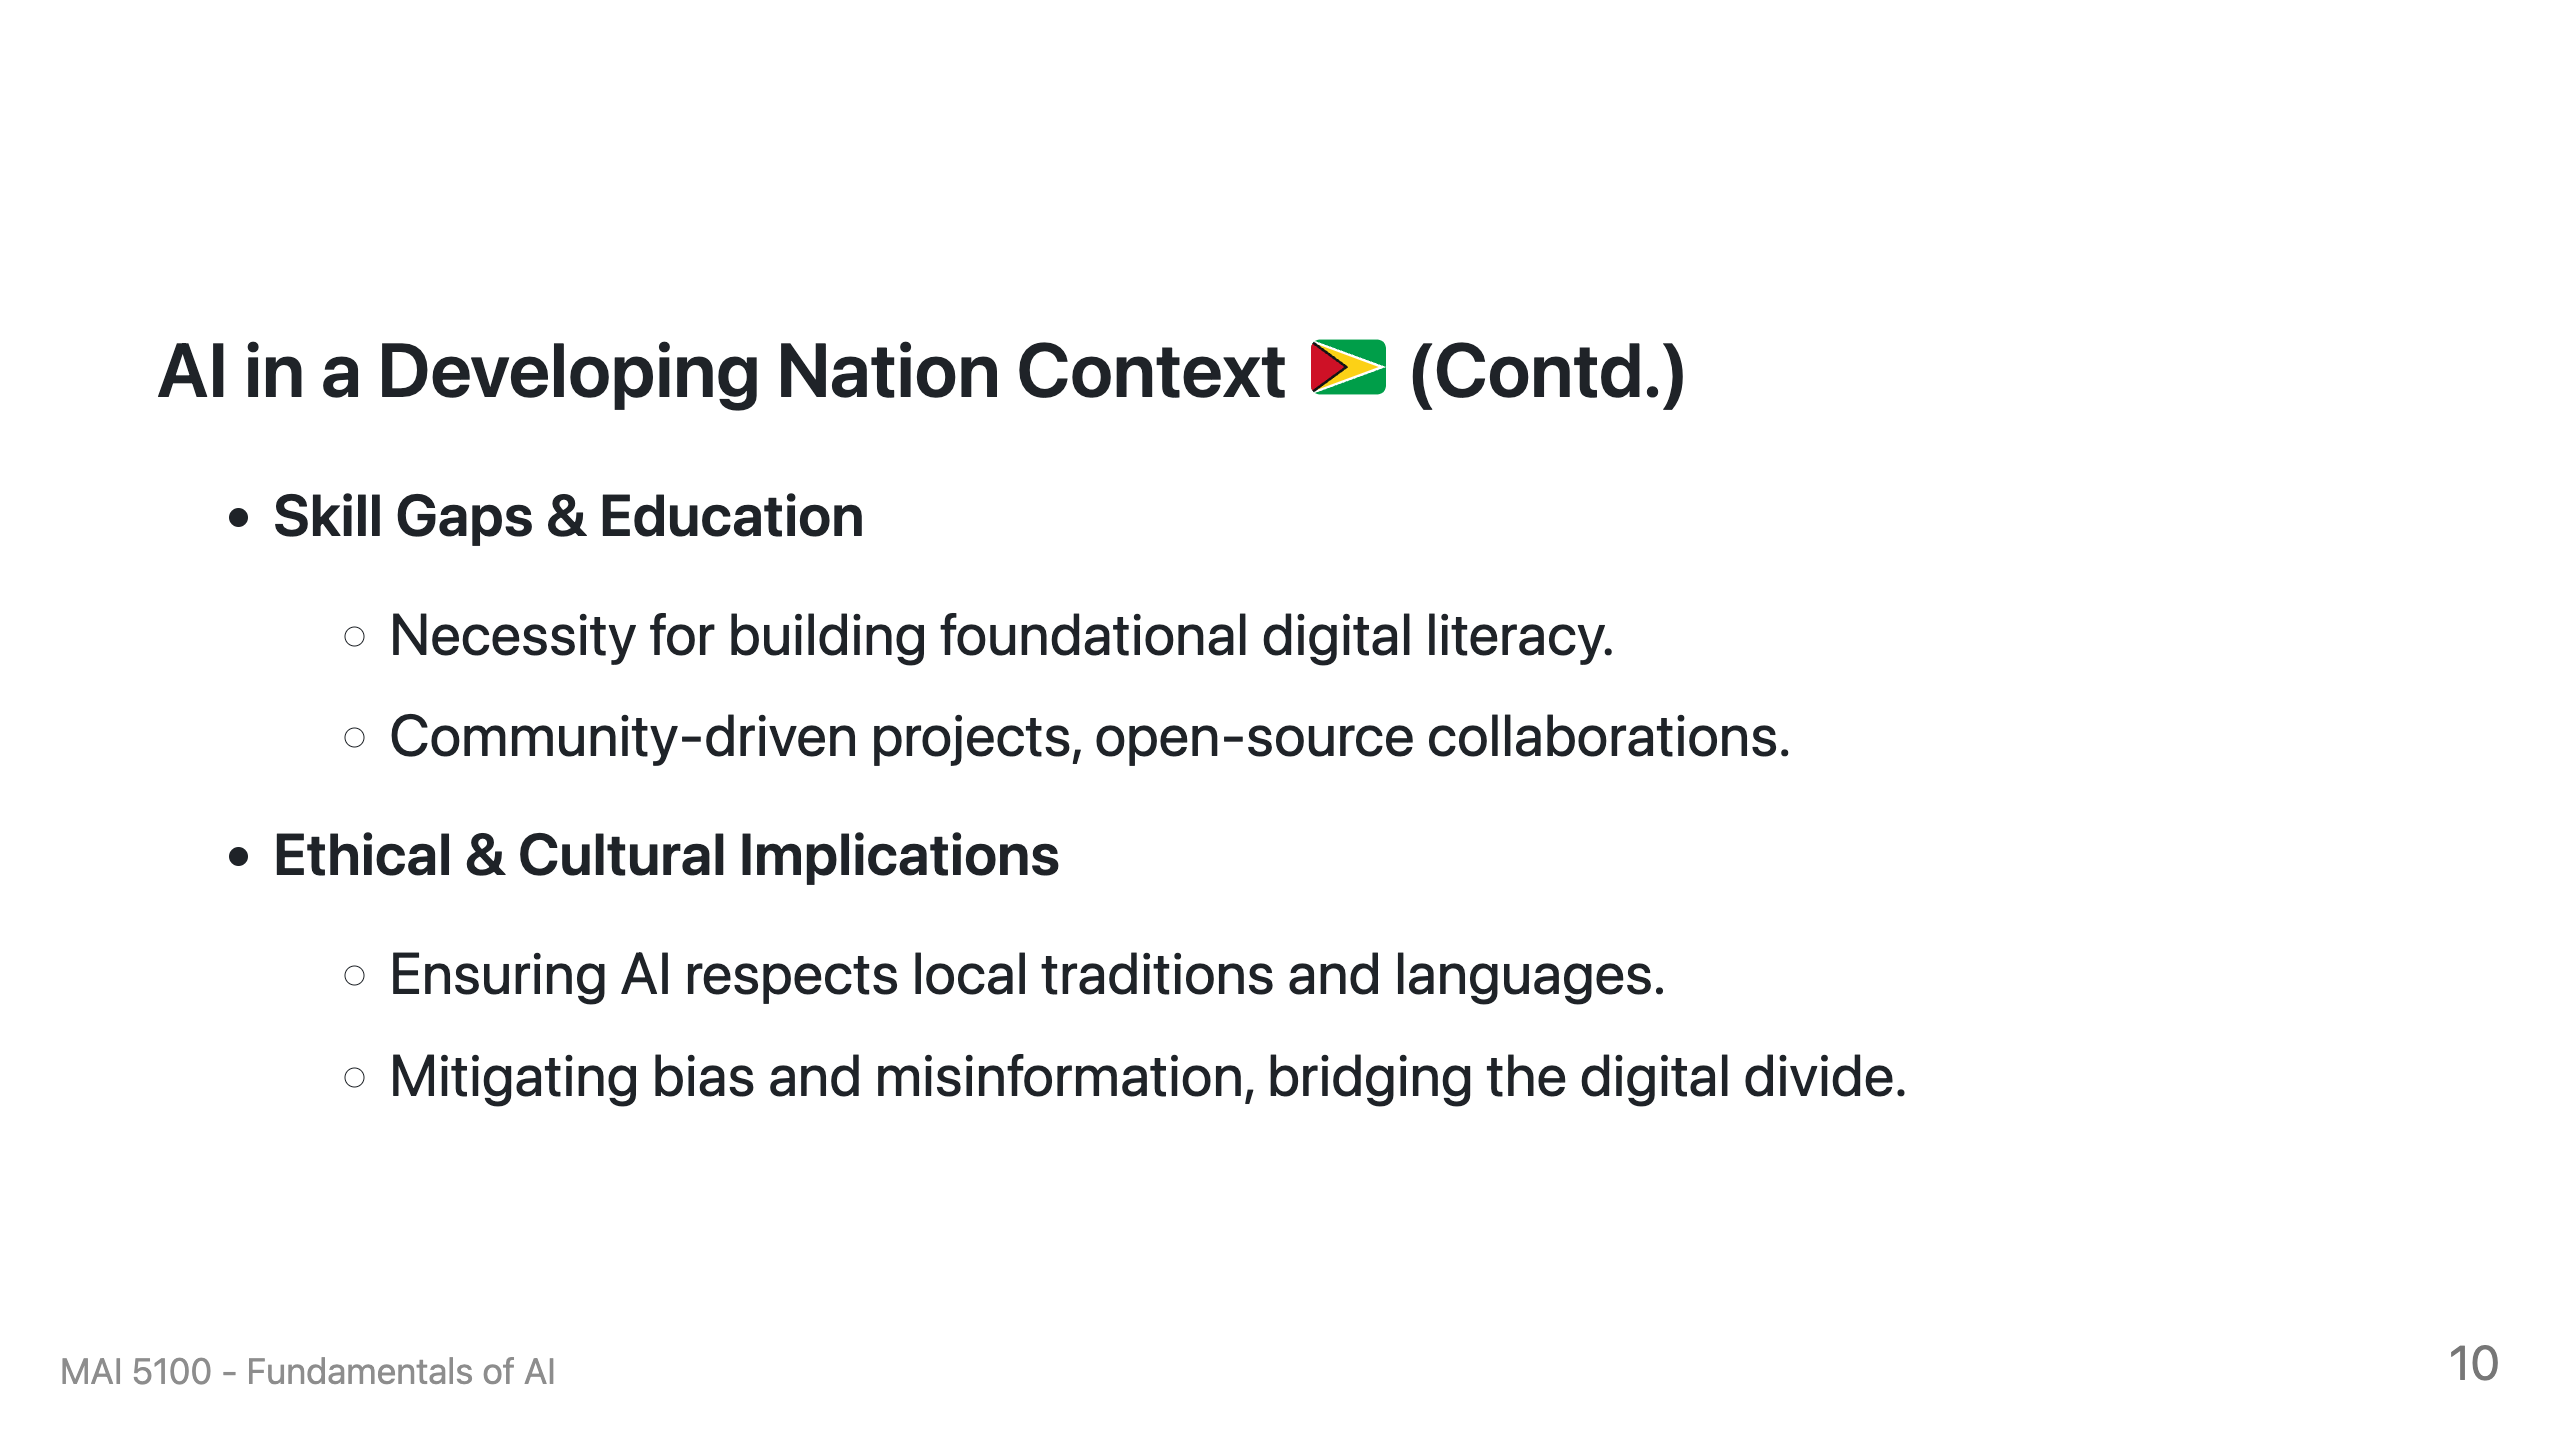 AI in a Developing Nation Context 🇬🇾 (Contd.)
• Skill Gaps & Education
◦ Necessity for building foundational digital literacy.
◦ Community-driven projects, open-source collaborations.
• Ethical & Cultural Implications
◦ Ensuring AI respects local traditions and languages.
◦ Mitigating bias and misinformation, bridging the digital divide.
MAI 5100 - Fundamentals of AI
10